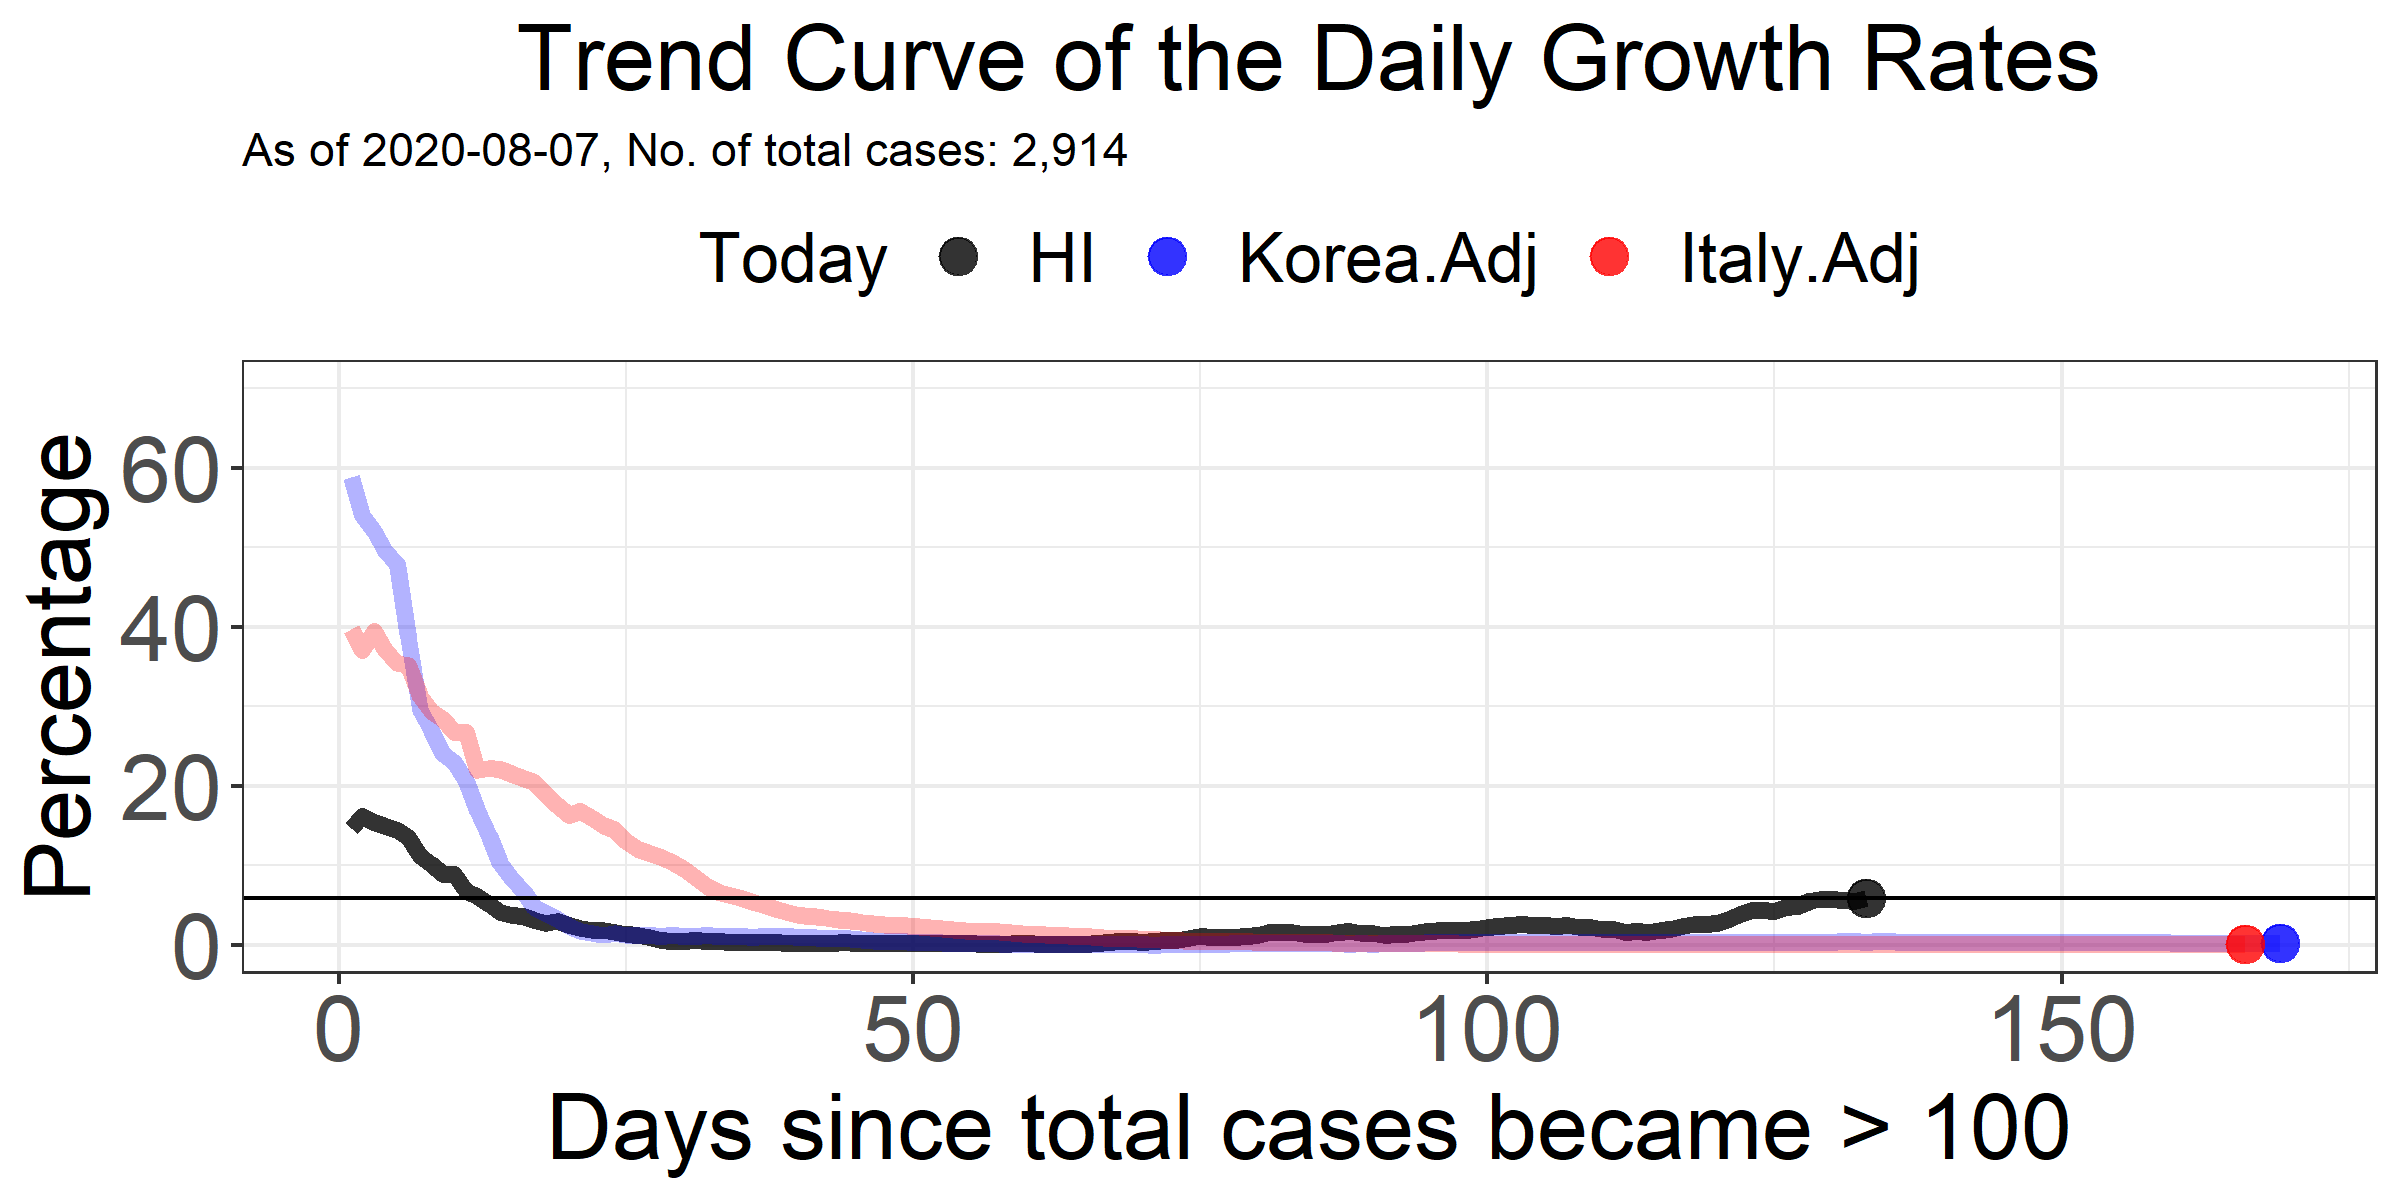 Trend Curve of the Daily Growth Rates
As of 2020-08-07, No. of total cases: 2,914
Today HI Korea.Adj Italy.Adj
Percentage
60
40
20
0
0 50 100 150
Days since total cases became > 100